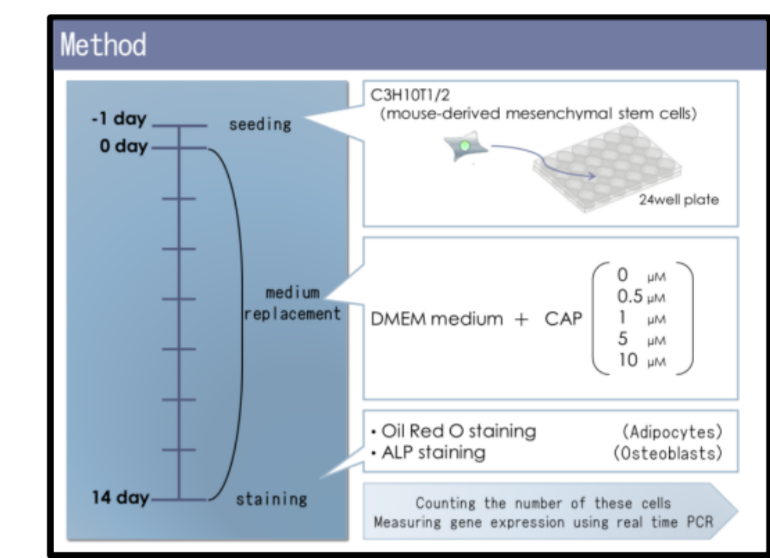 Method
-1 day
seeding
0 day
medium
replacement
14 day
staining
C3H10T1/2
(mouse-derived mesenchymal stem cells)
24well plate
DMEM medium + CAP
0 μM
0.5 μM
1 μM
5 μM
10 μM
• Oil Red O staining (Adipocytes)
• ALP staining (Osteoblasts)
Counting the number of these cells
Measuring gene expression using real time PCR